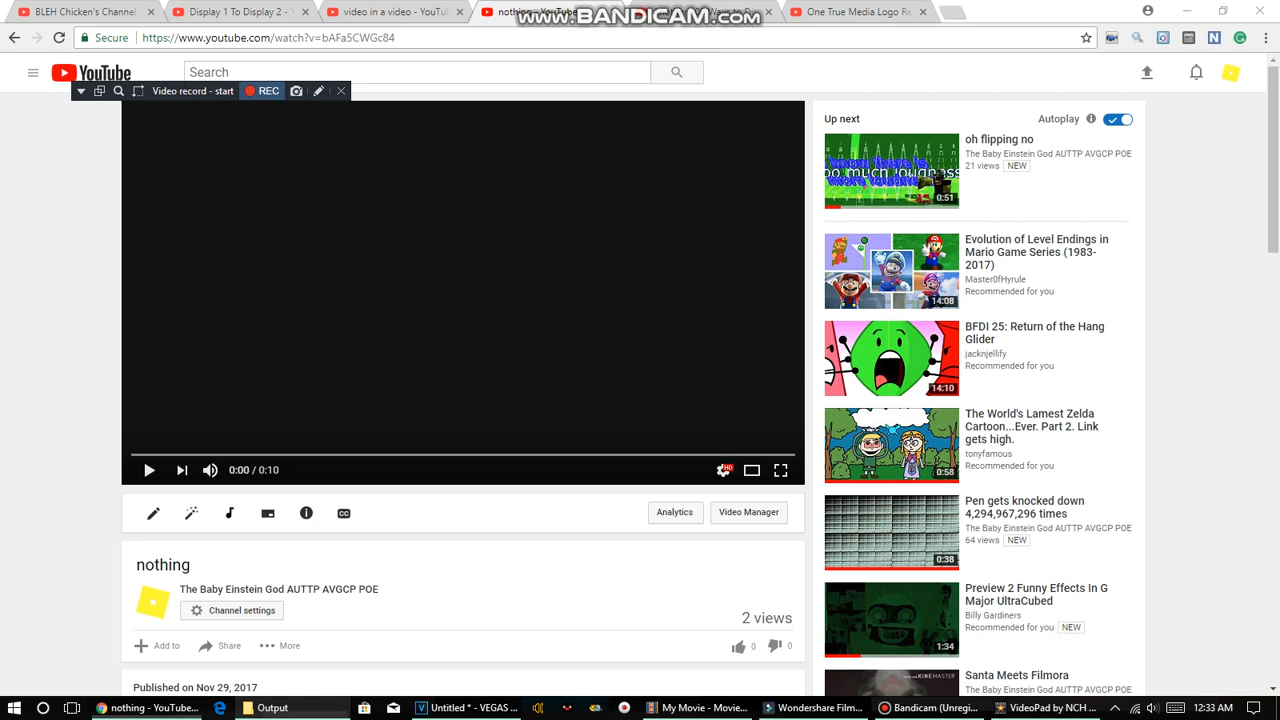 BLEH Chicken's Channel
Display 1 To Display 2 -
video in a video - YouTu
nothing - YouTu
One True Media Logo Re
www.BANDICAM.com
Secure
https://www.youtube.com/watch?v=bAFa5CWGc84
YouTube
Search
Video record - start
REC
Up next
Autoplay
oh flipping no
The Baby Einstein God AUTTP AVGCP POE
21 views
NEW
0:51
Evolution of Level Endings in
Mario Game Series (1983-
2017)
Master0fHyrule
Recommended for you
14:08
BFDI 25: Return of the Hang
Glider
jacknjellify
Recommended for you
14:10
The World's Lamest Zelda
Cartoon...Ever. Part 2. Link
gets high.
tonyfamous
Recommended for you
0:58
0:00 / 0:10
HD
Pen gets knocked down
4,294,967,296 times
The Baby Einstein God AUTTP AVGCP POE
64 views
NEW
0:38
Analytics
Video Manager
nothing
The Baby Einstein God AUTTP AVGCP POE
Channel settings
2 views
Add to
Share
More
0
0
Preview 2 Funny Effects In G
Major UltraCubed
Billy Gardiners
Recommended for you
NEW
1:34
Santa Meets Filmora
The Baby Einstein God AUTTP AVGCP POE
KINEMASTER
Published on Nov 29, 201
nothing - YouTube...
Output
Untitled * - VEGAS ...
My Movie - Movie...
Wondershare Film...
Bandicam (Unregi...
VideoPad by NCH ...
12:33 AM